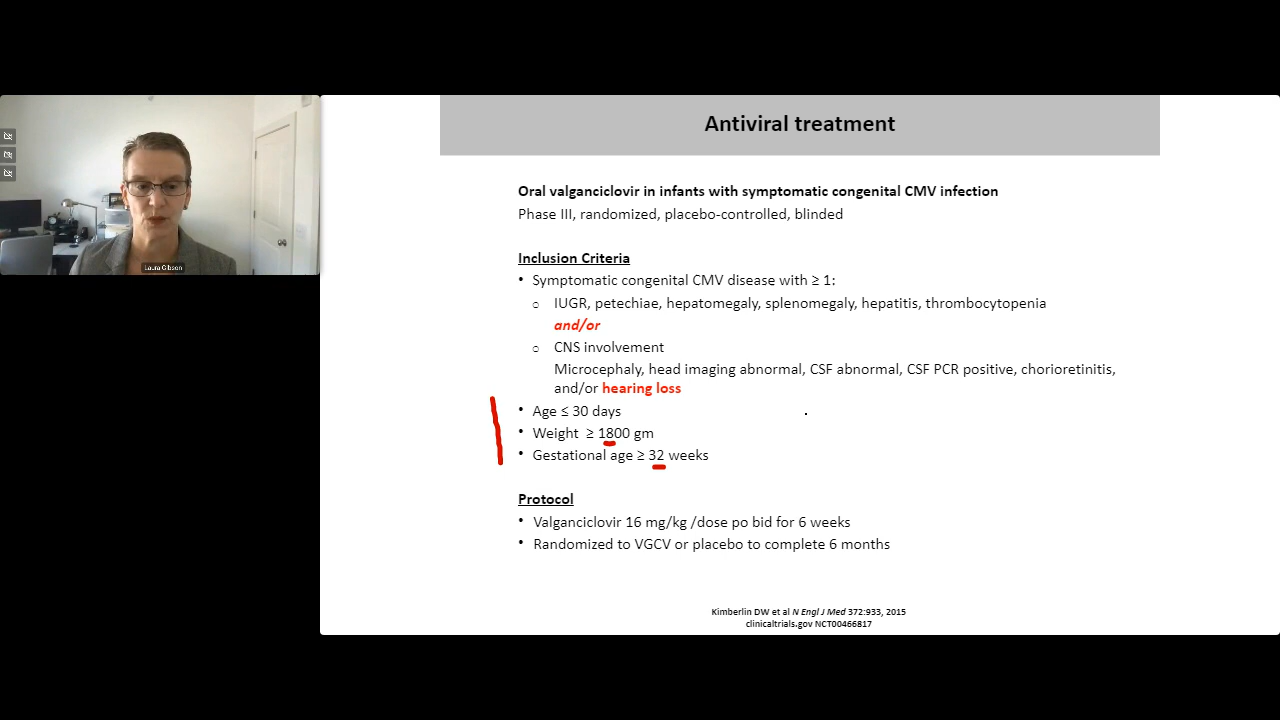 Antiviral treatment
Oral valganciclovir in infants with symptomatic congenital CMV infection
Phase III, randomized, placebo-controlled, blinded
Inclusion Criteria
• Symptomatic congenital CMV disease with ≥ 1:
o IUGR, petechiae, hepatomegaly, splenomegaly, hepatitis, thrombocytopenia
and/or
o CNS involvement
Microcephaly, head imaging abnormal, CSF abnormal, CSF PCR positive, chorioretinitis,
and/or hearing loss
• Age ≤ 30 days
• Weight ≥ 1800 gm
• Gestational age ≥ 32 weeks
Protocol
• Valganciclovir 16 mg/kg /dose po bid for 6 weeks
• Randomized to VGCV or placebo to complete 6 months
Kimberlin DW et al N Engl J Med 372:933, 2015
clinicaltrials.gov NCT00466817
Laura Gibson